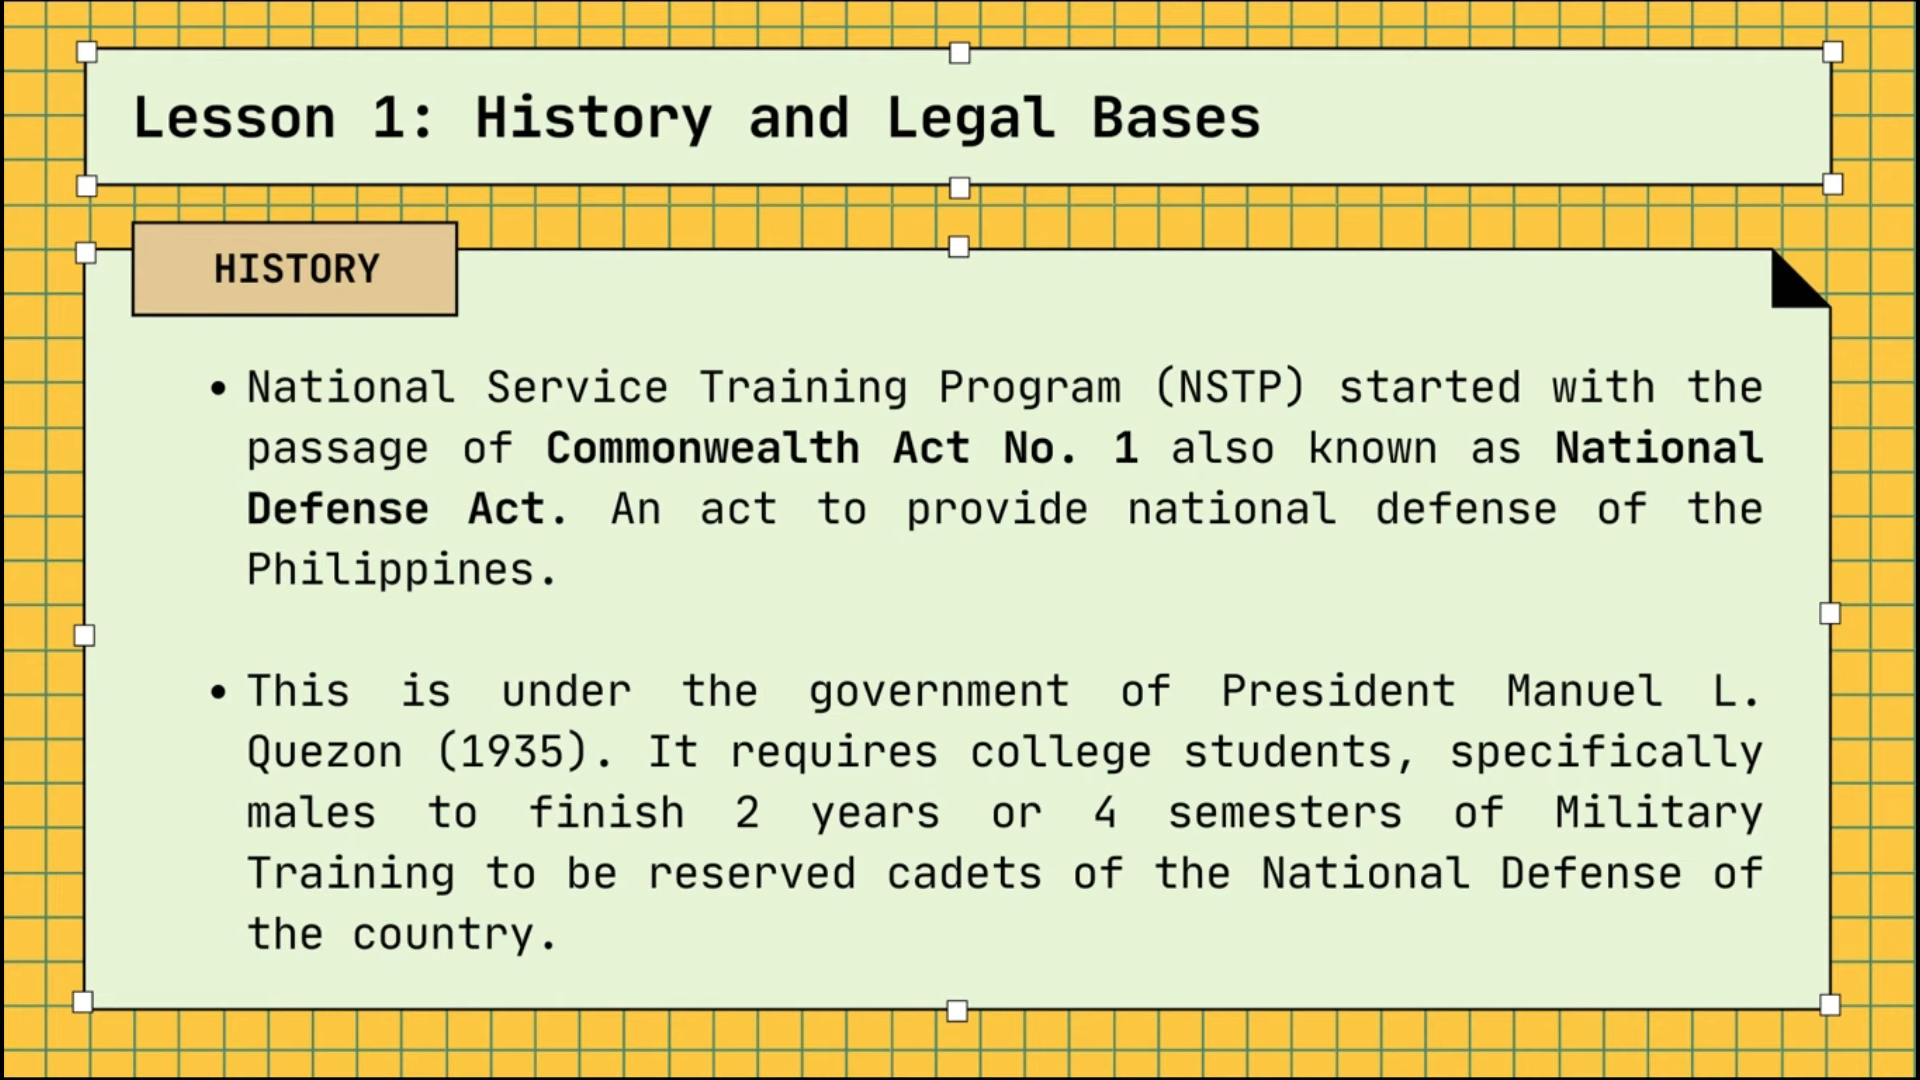 Lesson 1: History and Legal Bases
HISTORY
• National Service Training Program (NSTP) started with the
passage of Commonwealth Act No. 1 also known as National
Defense Act. An act to provide national defense of the
Philippines.
• This is under the government of President Manuel L.
Quezon (1935). It requires college students, specifically
males to finish 2 years or 4 semesters of Military
Training to be reserved cadets of the National Defense of
the country.